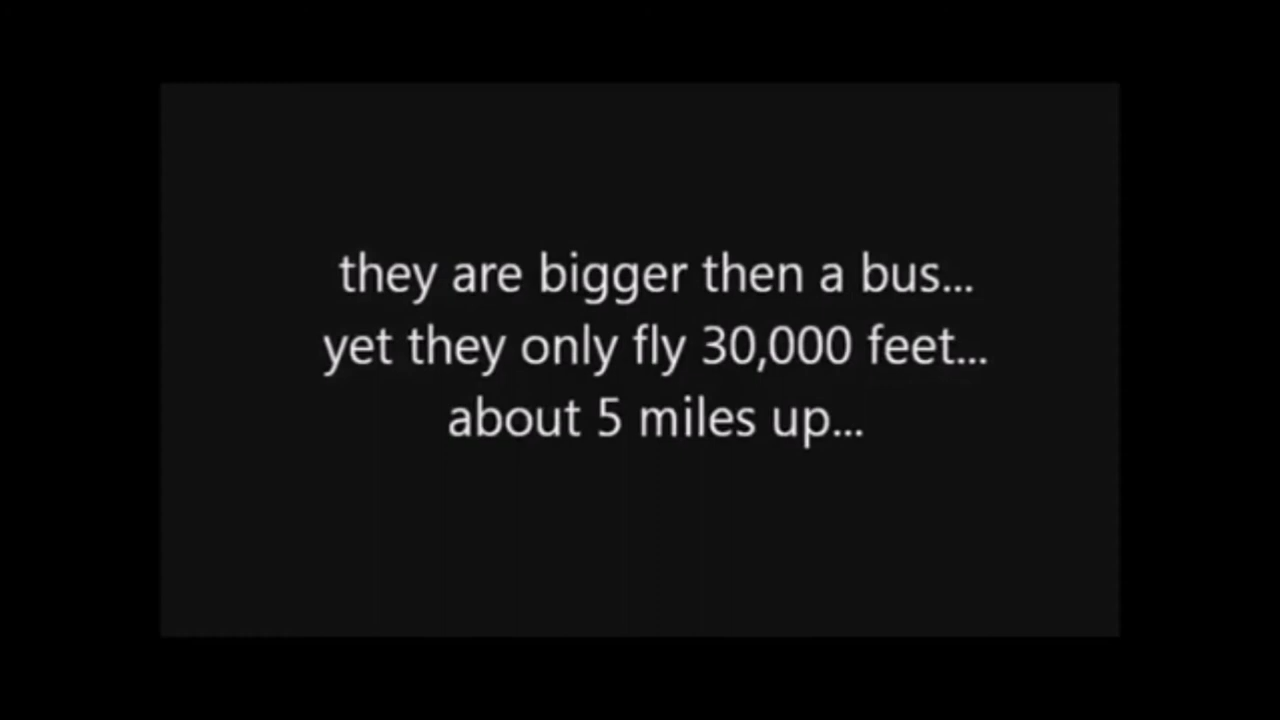 they are bigger then a bus...
yet they only fly 30,000 feet...
about 5 miles up...